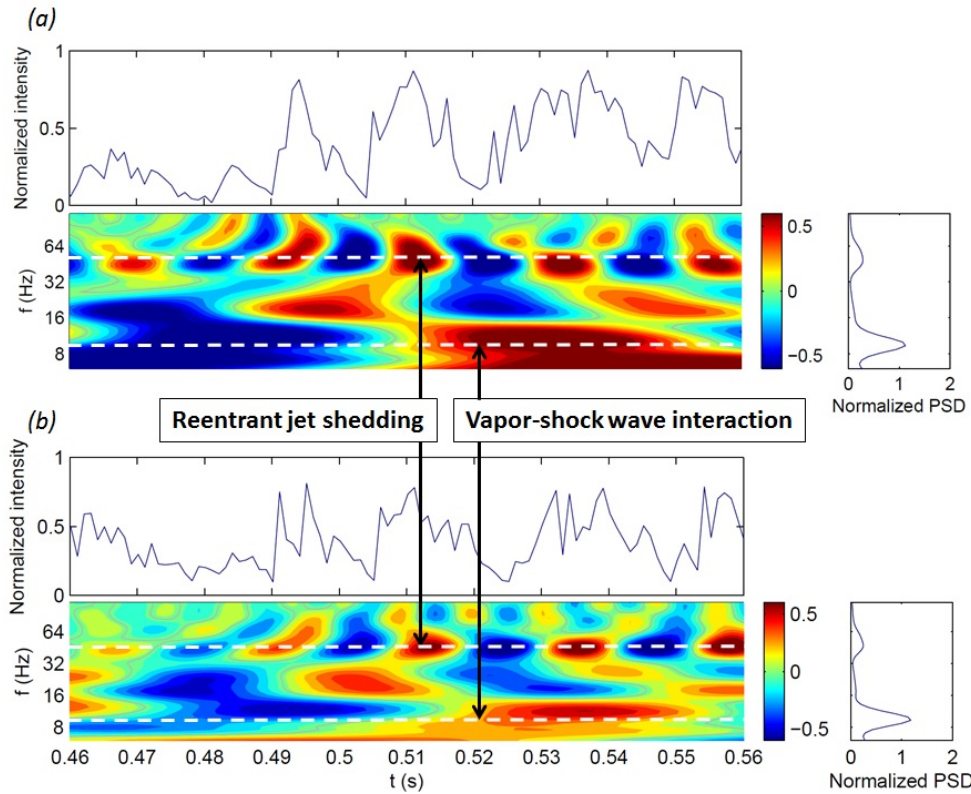 (a)
Normalized intensity
1
0.5
0
f (Hz)
64
32
16
8
0.5
0
−0.5
0 1 2
Normalized PSD
Reentrant jet shedding
Vapor-shock wave interaction
(b)
Normalized intensity
1
0.5
0
f (Hz)
64
32
16
8
0.46 0.47 0.48 0.49 0.5 0.51 0.52 0.53 0.54 0.55 0.56
t (s)
0.5
0
−0.5
0 1 2
Normalized PSD